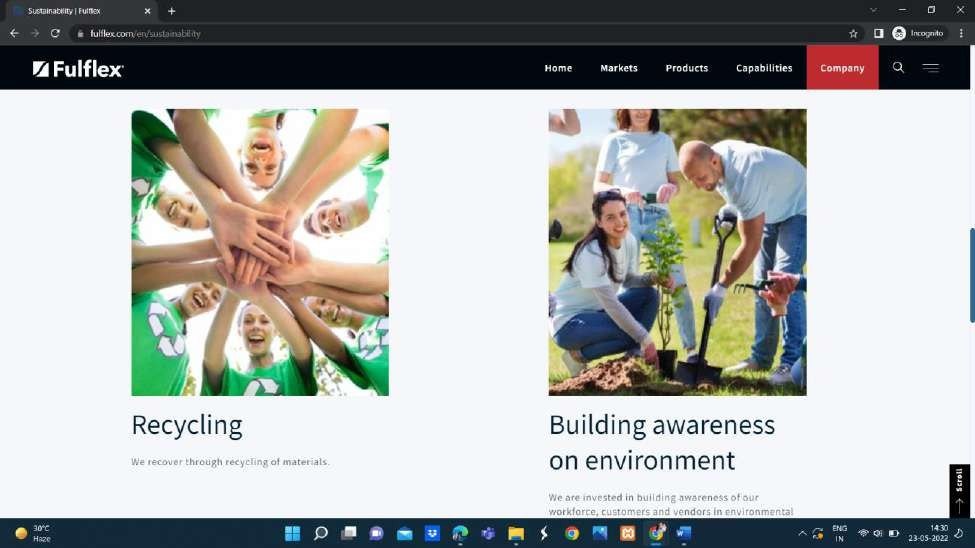 Sustainability | Fulflex
fulflex.com/en/sustainability
Incognito
Fulflex
Home Markets Products Capabilities Company
Recycling
We recover through recycling of materials.
Building awareness
on environment
We are invested in building awareness of our
workforce, customers and vendors in environmental
Scroll
30°C
Haze
ENG
IN
14:30
23-05-2022